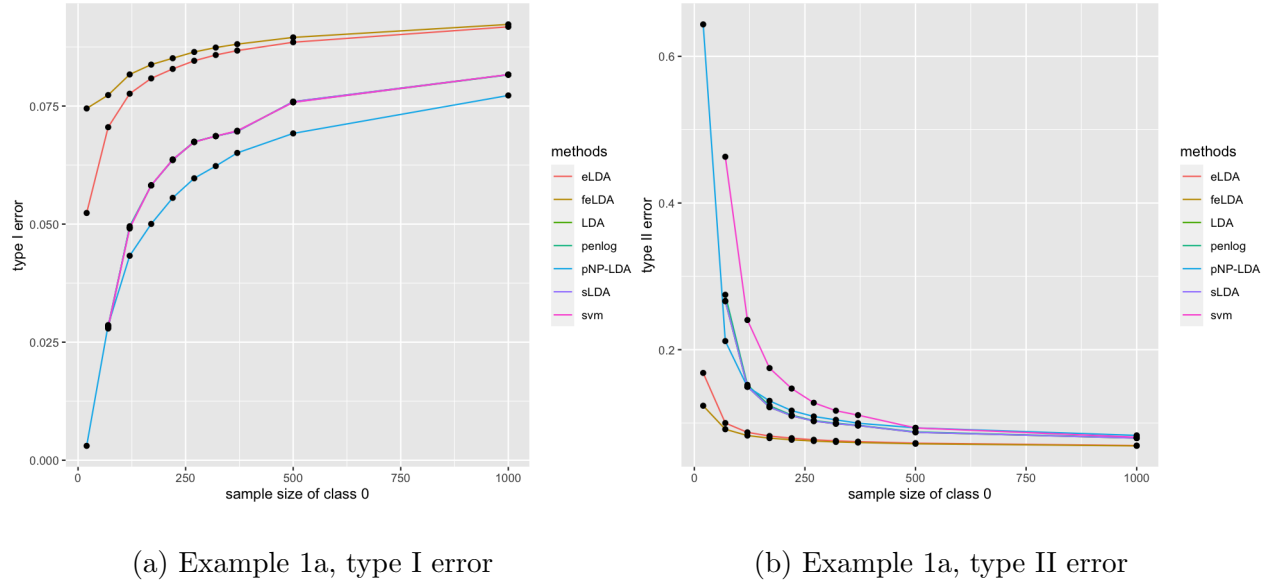 type I error
0.075
0.050
0.025
0.000
0
250
500
750
1000
sample size of class 0
methods
eLDA
feLDA
LDA
penlog
pNP-LDA
sLDA
svm
(a) Example 1a, type I error
type II error
0.6
0.4
0.2
0
250
500
750
1000
sample size of class 0
methods
eLDA
feLDA
LDA
penlog
pNP-LDA
sLDA
svm
(b) Example 1a, type II error